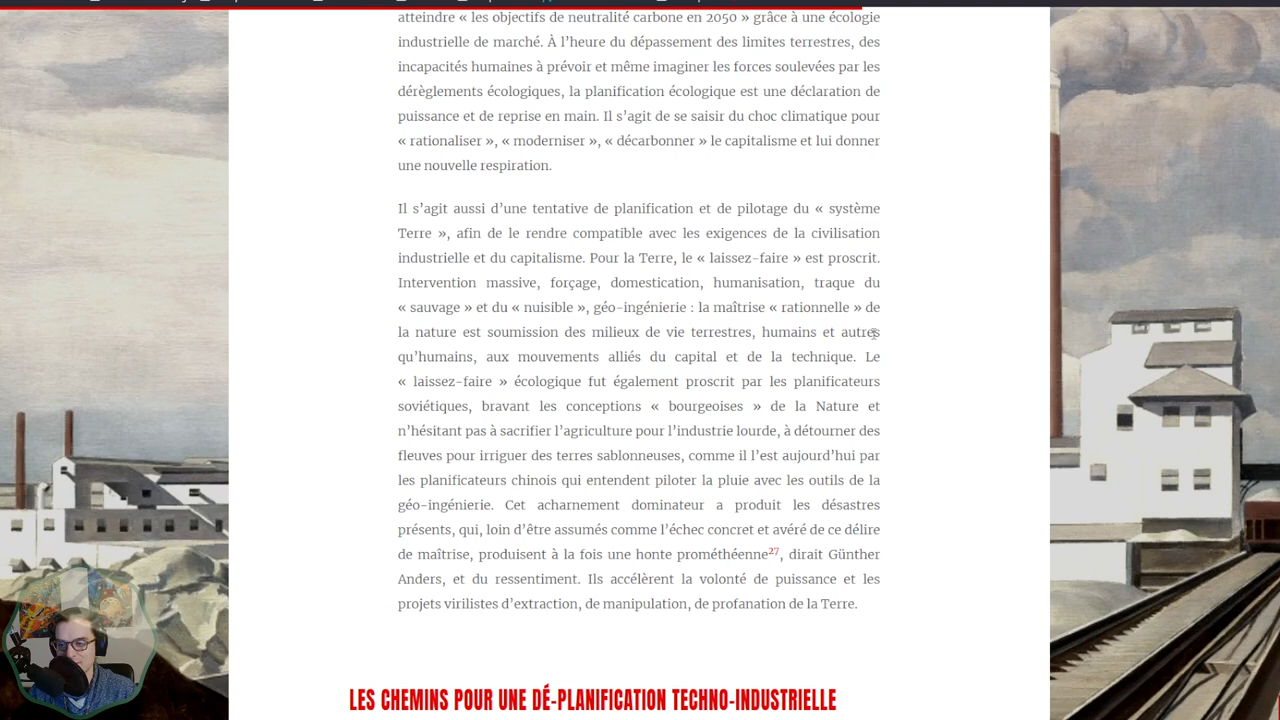 atteindre « les objectifs de neutralité carbone en 2050 » grâce à une écologie
industrielle de marché. À l’heure du dépassement des limites terrestres, des
incapacités humaines à prévoir et même imaginer les forces soulevées par les
dérèglements écologiques, la planification écologique est une déclaration de
puissance et de reprise en main. Il s’agit de se saisir du choc climatique pour
« rationaliser », « moderniser », « décarbonner » le capitalisme et lui donner
une nouvelle respiration.
Il s’agit aussi d’une tentative de planification et de pilotage du « système
Terre », afin de le rendre compatible avec les exigences de la civilisation
industrielle et du capitalisme. Pour la Terre, le « laissez-faire » est proscrit.
Intervention massive, forçage, domestication, humanisation, traque du
« sauvage » et du « nuisible », géo-ingénierie : la maîtrise « rationnelle » de
la nature est soumission des milieux de vie terrestres, humains et autres
qu’humains, aux mouvements alliés du capital et de la technique. Le
« laissez-faire » écologique fut également proscrit par les planificateurs
soviétiques, bravant les conceptions « bourgeoises » de la Nature et
n’hésitant pas à sacrifier l’agriculture pour l’industrie lourde, à détourner des
fleuves pour irriguer des terres sablonneuses, comme il l’est aujourd’hui par
les planificateurs chinois qui entendent piloter la pluie avec les outils de la
géo-ingénierie. Cet acharnement dominateur a produit les désastres
présents, qui, loin d’être assumés comme l’échec concret et avéré de ce délire
de maîtrise, produisent à la fois une honte prométhéenne27, dirait Günther
Anders, et du ressentiment. Ils accélèrent la volonté de puissance et les
projets virilistes d’extraction, de manipulation, de profanation de la Terre.
LES CHEMINS POUR UNE DÉ-PLANIFICATION TECHNO-INDUSTRIELLE